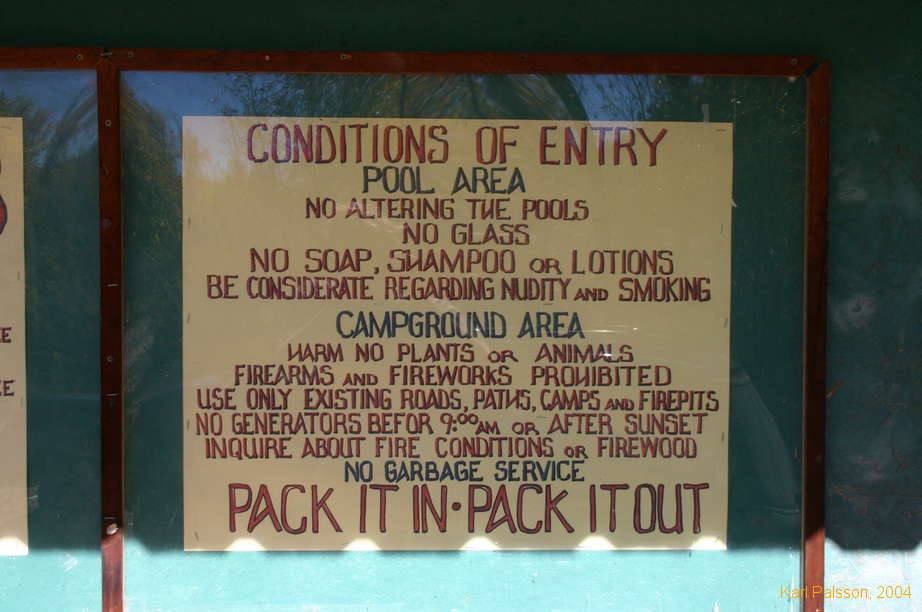 CONDITIONS OF ENTRY
POOL AREA
NO ALTERING THE POOLS
NO GLASS
NO SOAP, SHAMPOO OR LOTIONS
BE CONSIDERATE REGARDING NUDITY AND SMOKING
CAMPGROUND AREA
HARM NO PLANTS OR ANIMALS
FIREARMS AND FIREWORKS PROHIBITED
USE ONLY EXISTING ROADS, PATHS, CAMPS AND FIREPITS
NO GENERATORS BEFOR 9:00 AM OR AFTER SUNSET
INQUIRE ABOUT FIRE CONDITIONS OR FIREWOOD
NO GARBAGE SERVICE
PACK IT IN • PACK IT OUT
Karl Palsson, 2004